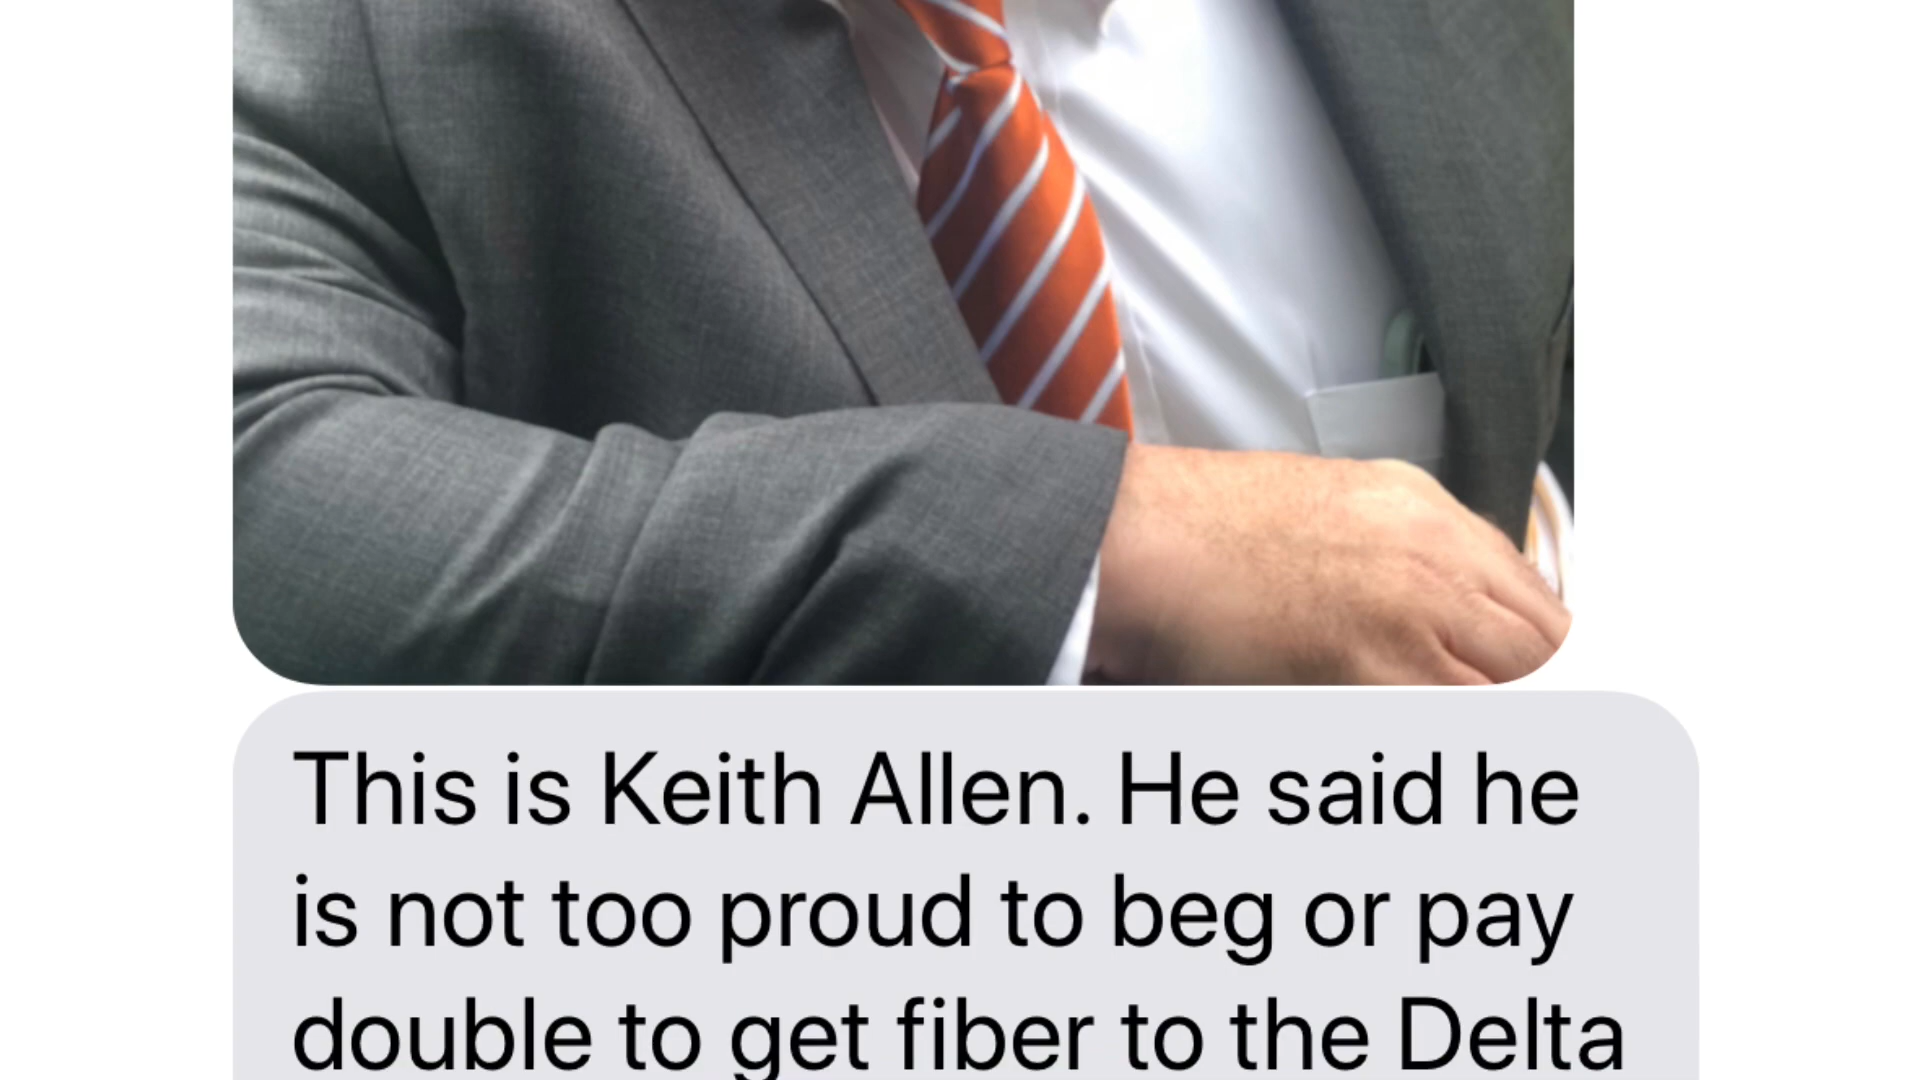 This is Keith Allen. He said he
is not too proud to beg or pay
double to get fiber to the Delta